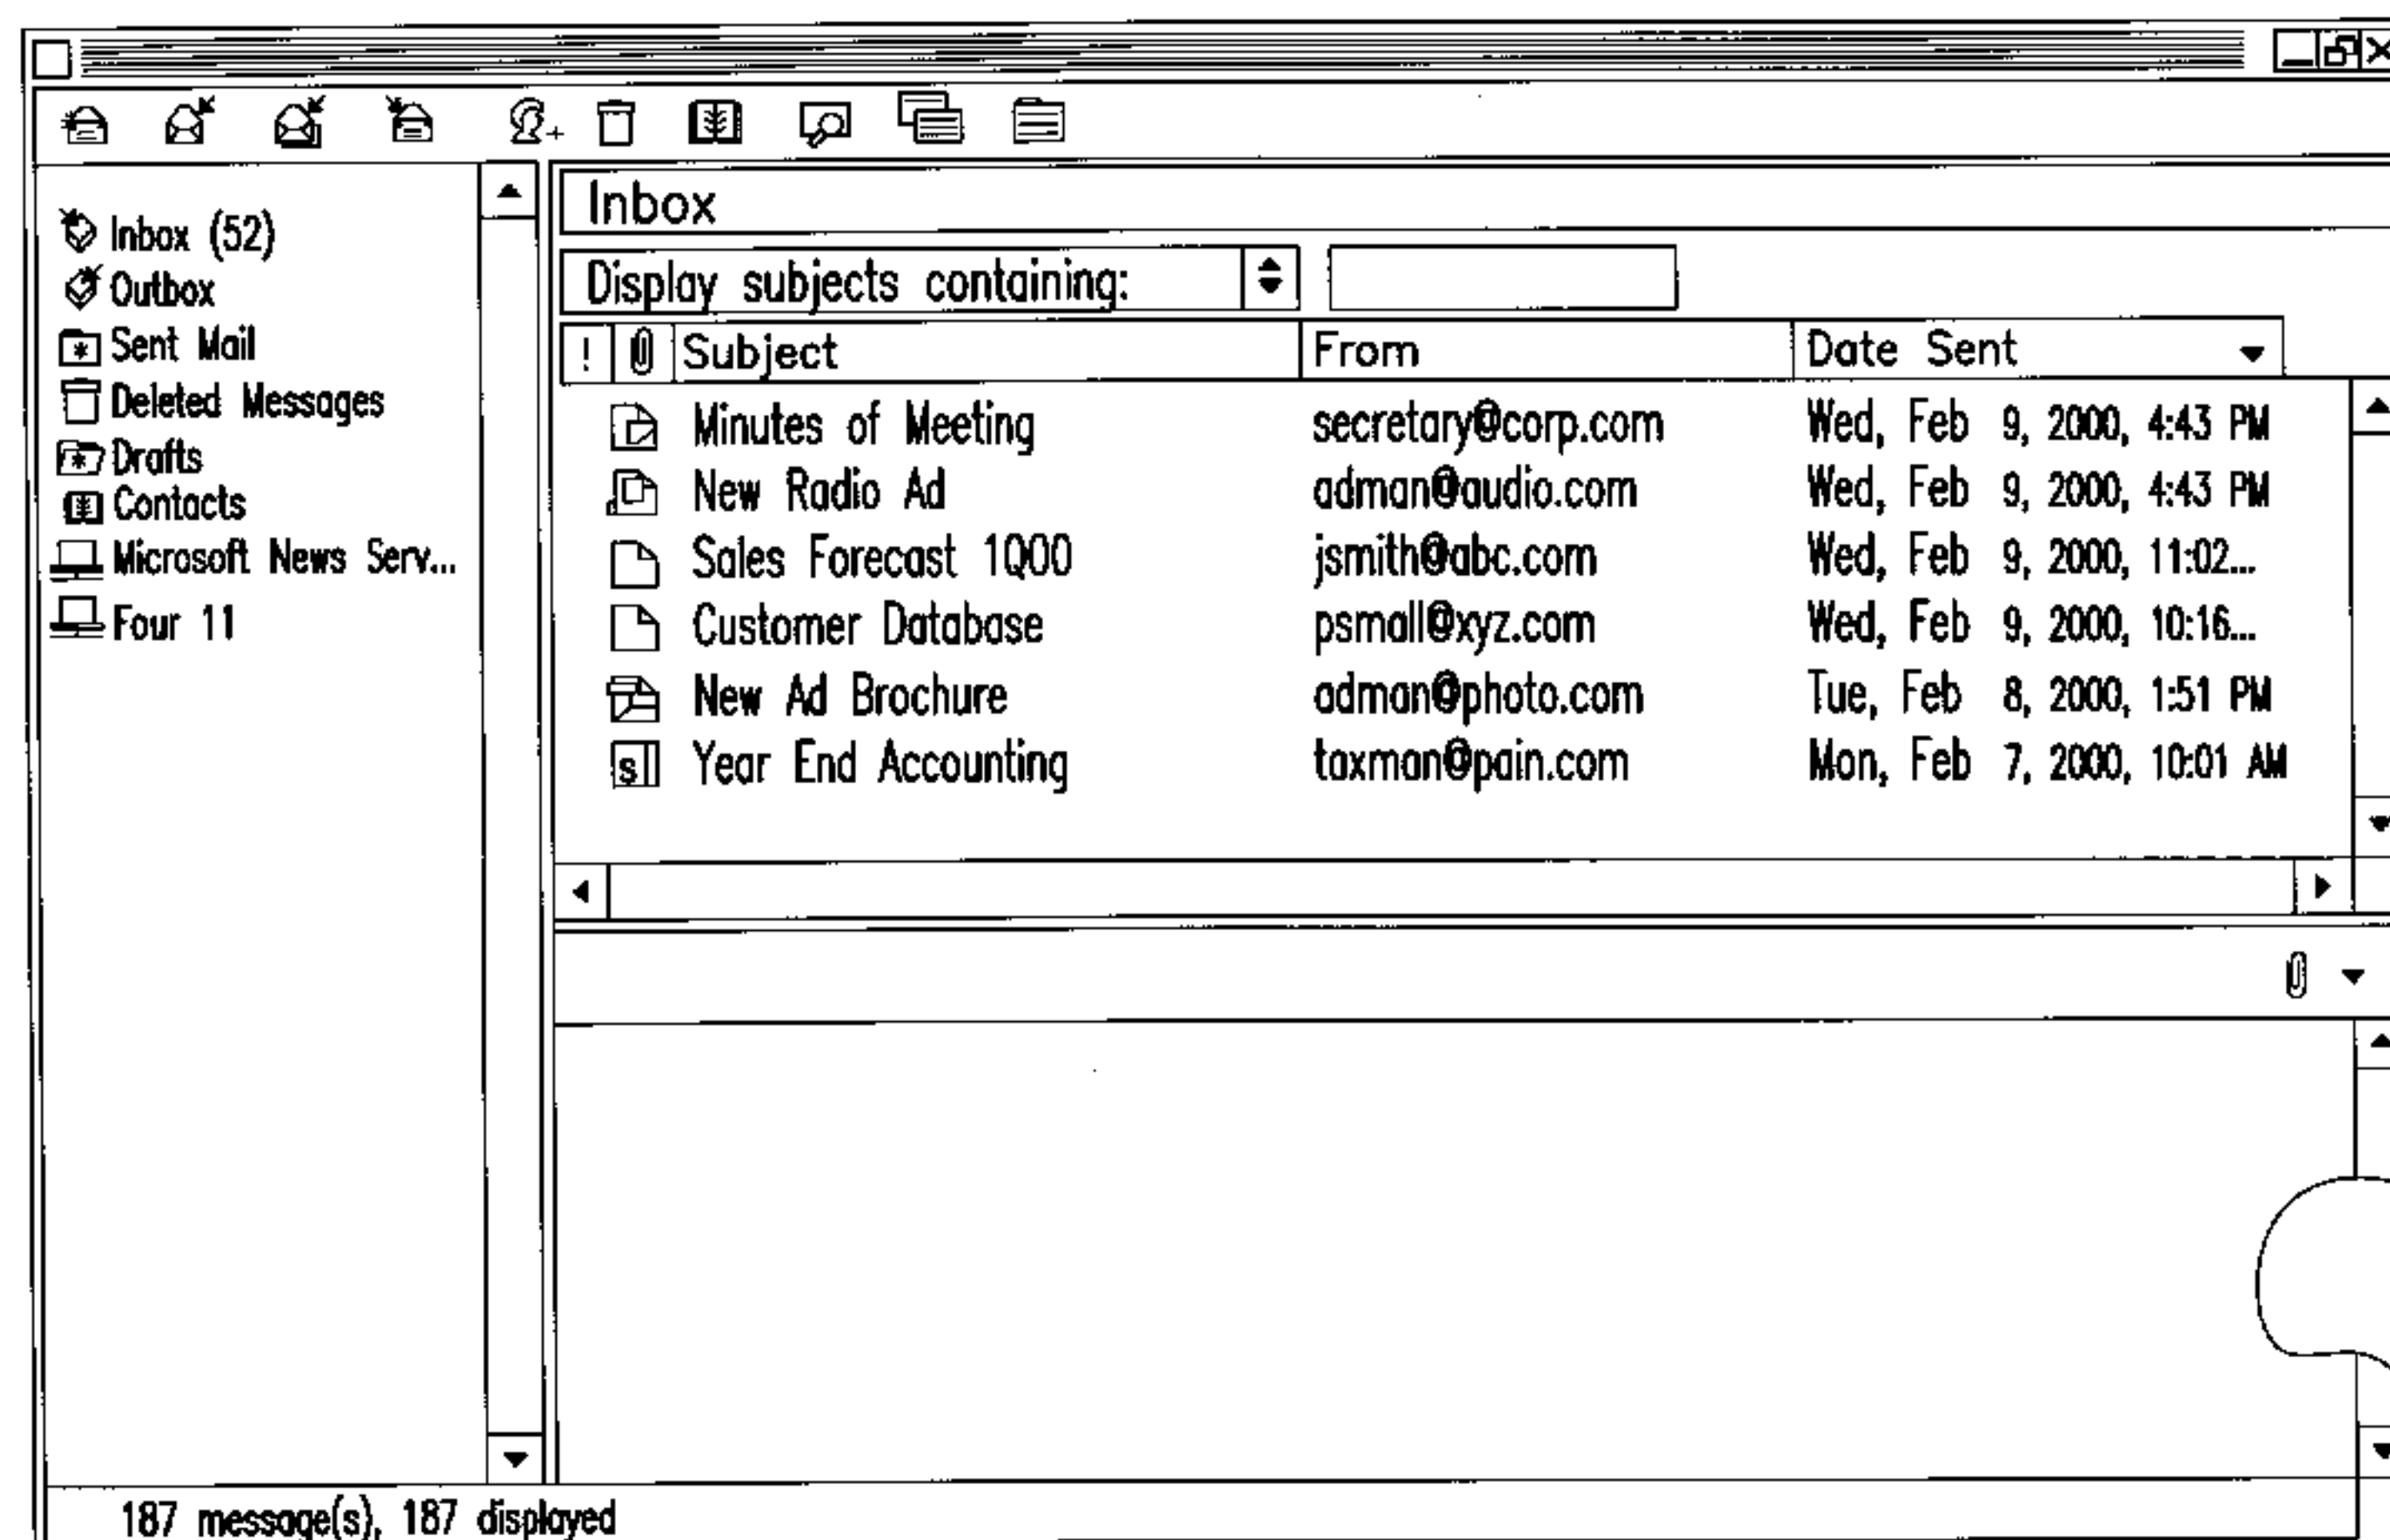 Inbox (52)
Outbox
Sent Mail
Deleted Messages
Drafts
Contacts
Microsoft News Serv...
Four 11
Inbox
Display subjects containing:
! Subject From Date Sent
Minutes of Meeting secretary@corp.com Wed, Feb 9, 2000, 4:43 PM
New Radio Ad adman@audio.com Wed, Feb 9, 2000, 4:43 PM
Sales Forecast 1Q00 jsmith@abc.com Wed, Feb 9, 2000, 11:02...
Customer Database psmall@xyz.com Wed, Feb 9, 2000, 10:16...
New Ad Brochure adman@photo.com Tue, Feb 8, 2000, 1:51 PM
S Year End Accounting taxman@pain.com Mon, Feb 7, 2000, 10:01 AM
187 message(s), 187 displayed